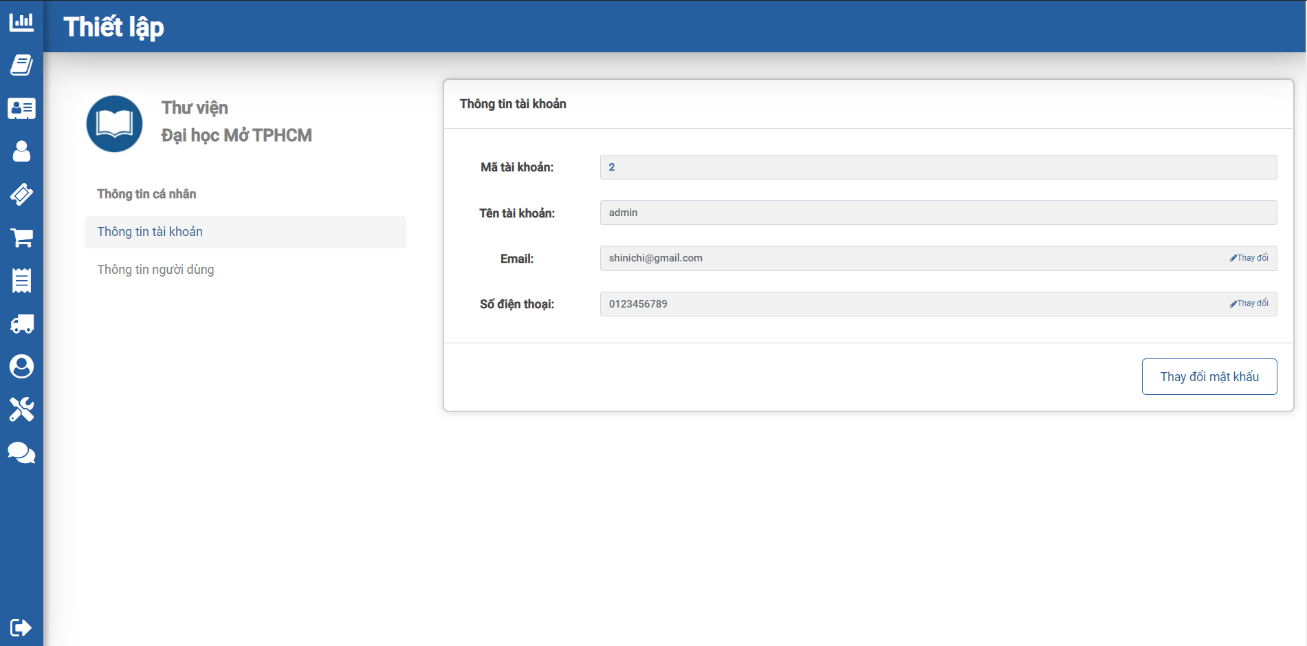 Thiết lập
Thư viện
Đại học Mở TPHCM
Thông tin cá nhân
Thông tin tài khoản
Thông tin người dùng
Thông tin tài khoản
Mã tài khoản: 2
Tên tài khoản: admin
Email: shinichi@gmail.com Thay đổi
Số điện thoại: 0123456789 Thay đổi
Thay đổi mật khẩu